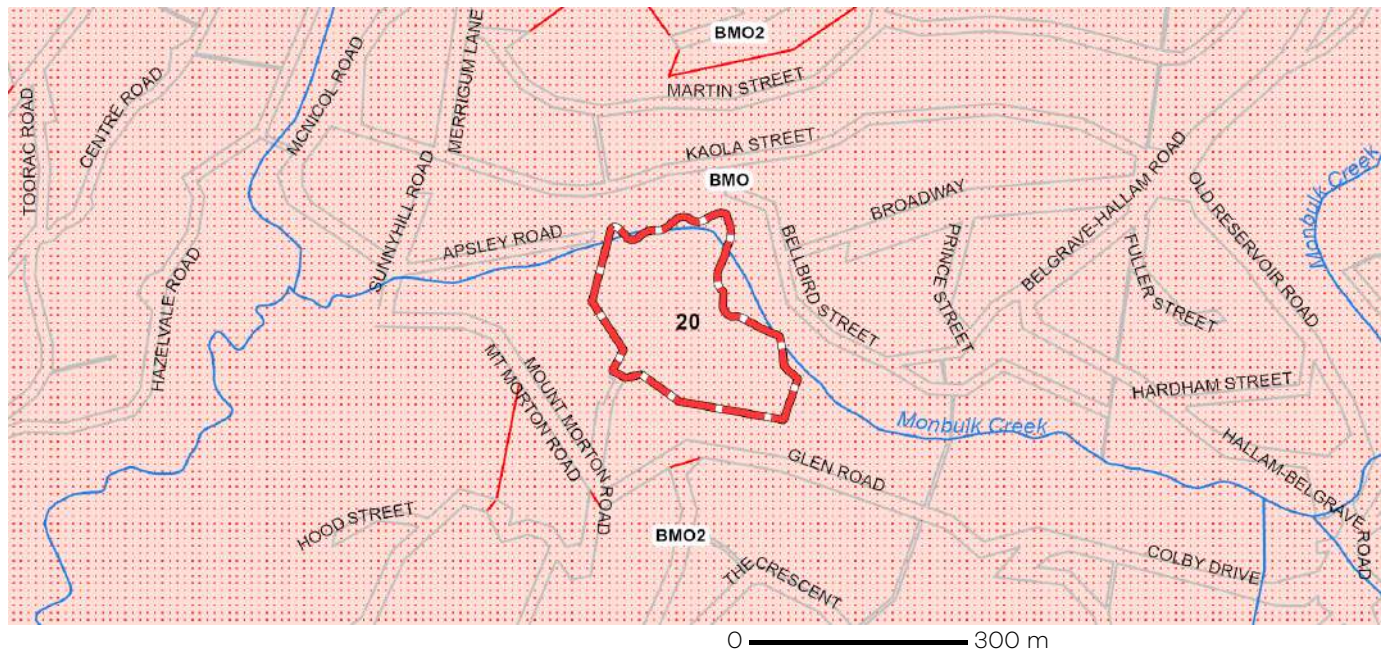 BMO2
MARTIN STREET
MERRIGUM LANE
MCNICOL ROAD
CENTRE ROAD
TOORAC ROAD
KAOLA STREET
BMO
BROADWAY
BELGRAVE-HALLAM ROAD
OLD RESERVOIR ROAD
Monbulk Creek
SUNNYHILL ROAD
APSLEY ROAD
HAZELVALE ROAD
BELLBIRD STREET
PRINCE STREET
FULLER STREET
20
MT MORTON ROAD
MOUNT MORTON ROAD
HARDHAM STREET
Monbulk Creek
HALLAM-BELGRAVE ROAD
GLEN ROAD
HOOD STREET
BMO2
THE CRESCENT
COLBY DRIVE
0 300 m